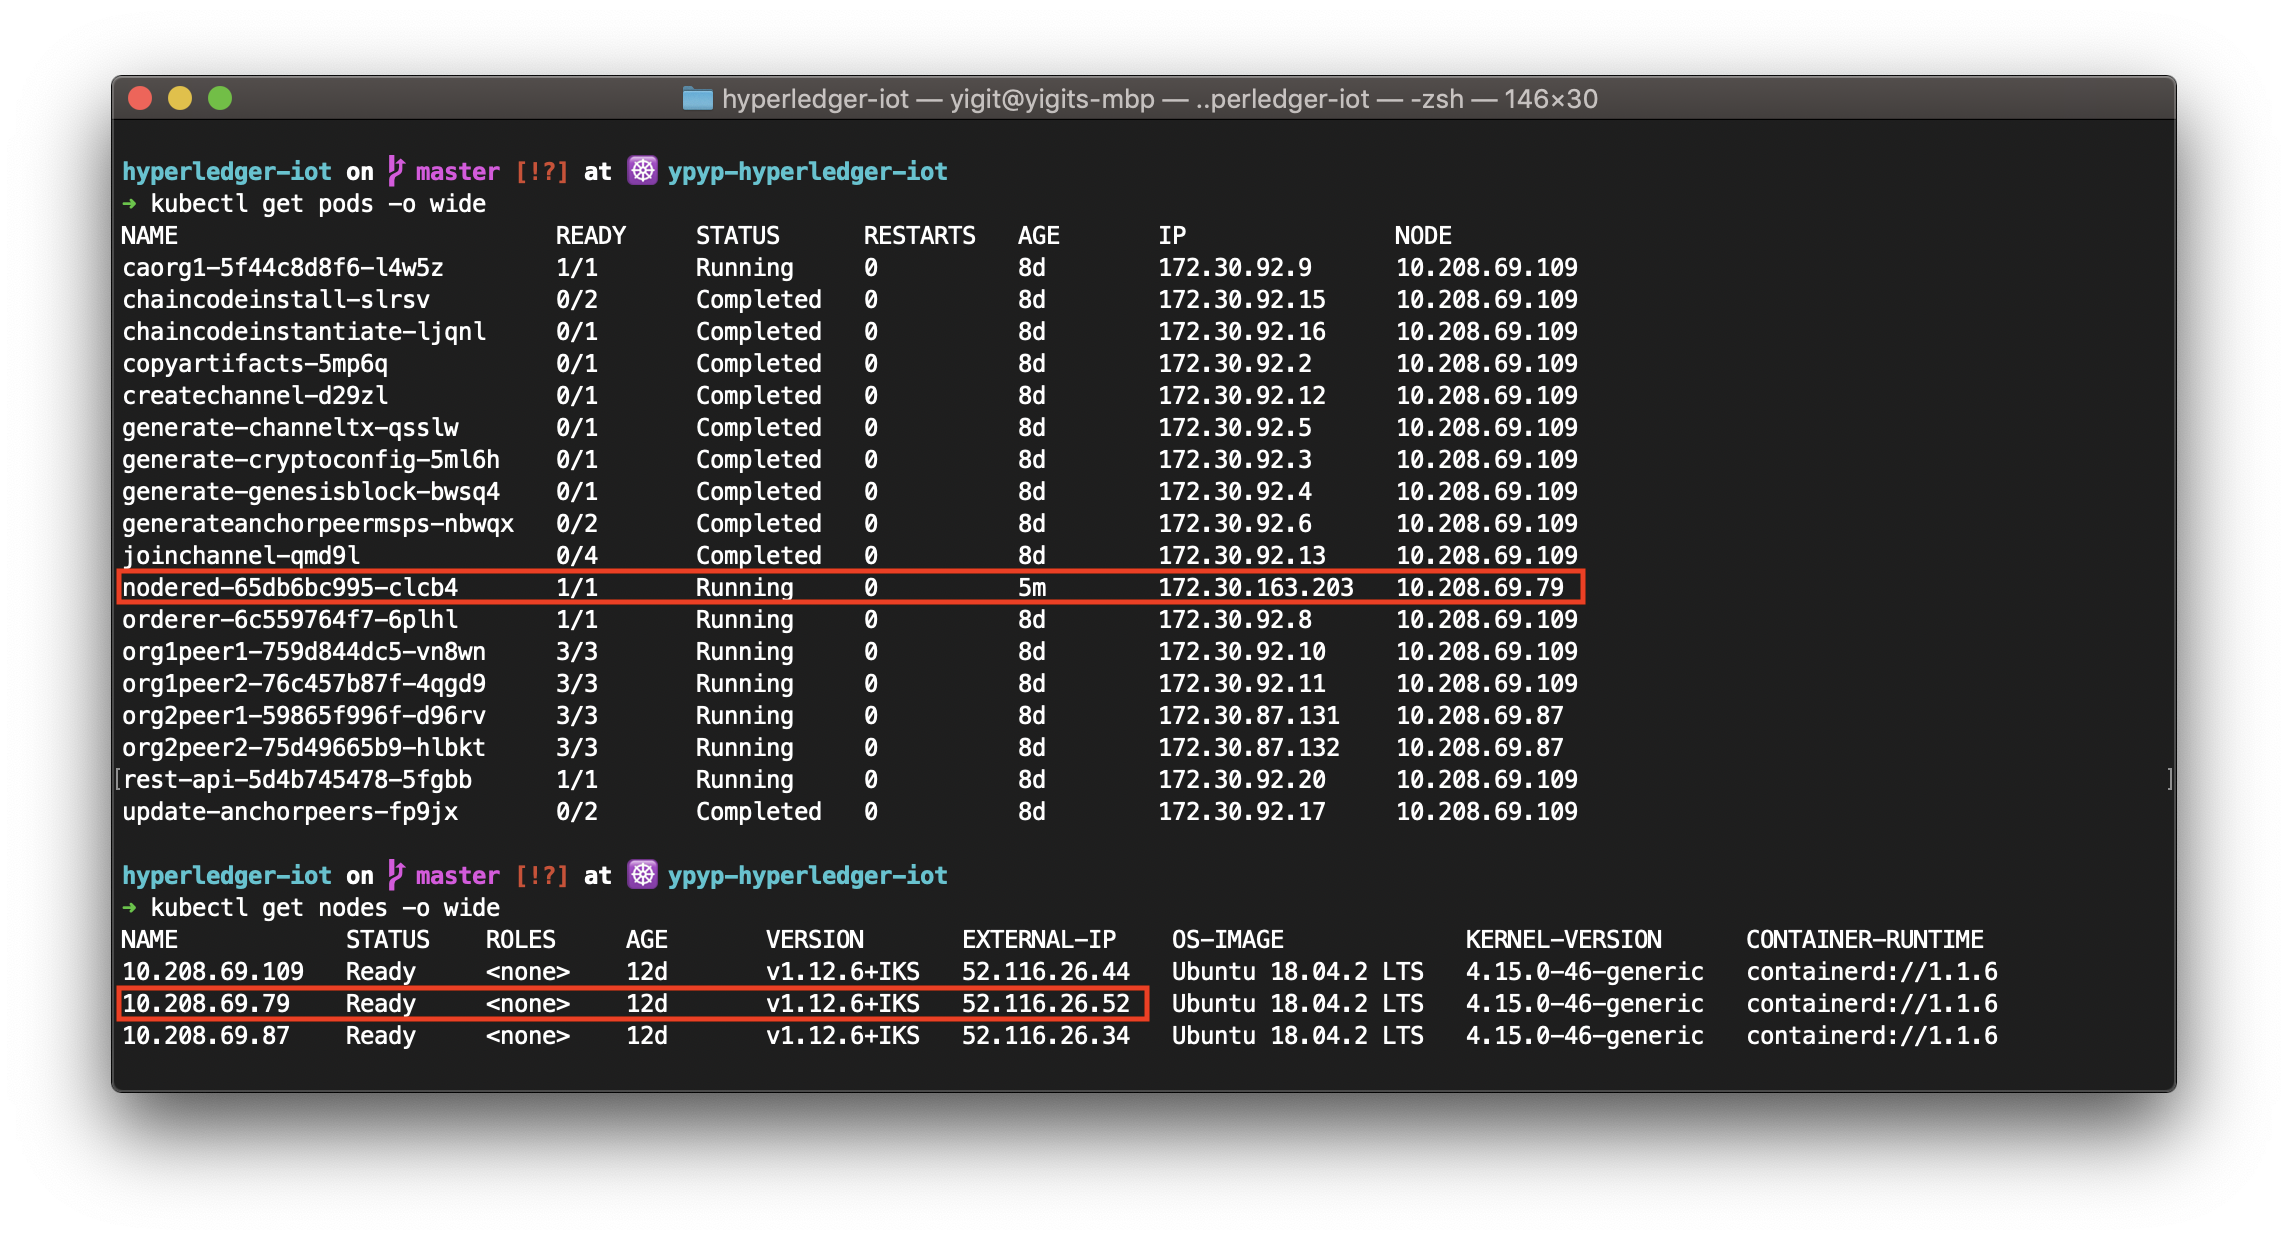 hyperledger-iot — yigit@yigits-mbp — ..perledger-iot — -zsh — 146×30
hyperledger-iot on master [!?] at ypyp-hyperledger-iot
➜ kubectl get pods -o wide
NAME READY STATUS RESTARTS AGE IP NODE
caorg1-5f44c8d8f6-l4w5z 1/1 Running 0 8d 172.30.92.9 10.208.69.109
chaincodeinstall-slrsv 0/2 Completed 0 8d 172.30.92.15 10.208.69.109
chaincodeinstantiate-ljqnl 0/1 Completed 0 8d 172.30.92.16 10.208.69.109
copyartifacts-5mp6q 0/1 Completed 0 8d 172.30.92.2 10.208.69.109
createchannel-d29zl 0/1 Completed 0 8d 172.30.92.12 10.208.69.109
generate-channeltx-qsslw 0/1 Completed 0 8d 172.30.92.5 10.208.69.109
generate-cryptoconfig-5ml6h 0/1 Completed 0 8d 172.30.92.3 10.208.69.109
generate-genesisblock-bwsq4 0/1 Completed 0 8d 172.30.92.4 10.208.69.109
generateanchorpeermsps-nbwqx 0/2 Completed 0 8d 172.30.92.6 10.208.69.109
joinchannel-qmd9l 0/4 Completed 0 8d 172.30.92.13 10.208.69.109
nodered-65db6bc995-clcb4 1/1 Running 0 5m 172.30.163.203 10.208.69.79
orderer-6c559764f7-6plhl 1/1 Running 0 8d 172.30.92.8 10.208.69.109
org1peer1-759d844dc5-vn8wn 3/3 Running 0 8d 172.30.92.10 10.208.69.109
org1peer2-76c457b87f-4qgd9 3/3 Running 0 8d 172.30.92.11 10.208.69.109
org2peer1-59865f996f-d96rv 3/3 Running 0 8d 172.30.87.131 10.208.69.87
org2peer2-75d49665b9-hlbkt 3/3 Running 0 8d 172.30.87.132 10.208.69.87
[rest-api-5d4b745478-5fgbb 1/1 Running 0 8d 172.30.92.20 10.208.69.109 ]
update-anchorpeers-fp9jx 0/2 Completed 0 8d 172.30.92.17 10.208.69.109
hyperledger-iot on master [!?] at ypyp-hyperledger-iot
➜ kubectl get nodes -o wide
NAME STATUS ROLES AGE VERSION EXTERNAL-IP OS-IMAGE KERNEL-VERSION CONTAINER-RUNTIME
10.208.69.109 Ready <none> 12d v1.12.6+IKS 52.116.26.44 Ubuntu 18.04.2 LTS 4.15.0-46-generic containerd://1.1.6
10.208.69.79 Ready <none> 12d v1.12.6+IKS 52.116.26.52 Ubuntu 18.04.2 LTS 4.15.0-46-generic containerd://1.1.6
10.208.69.87 Ready <none> 12d v1.12.6+IKS 52.116.26.34 Ubuntu 18.04.2 LTS 4.15.0-46-generic containerd://1.1.6